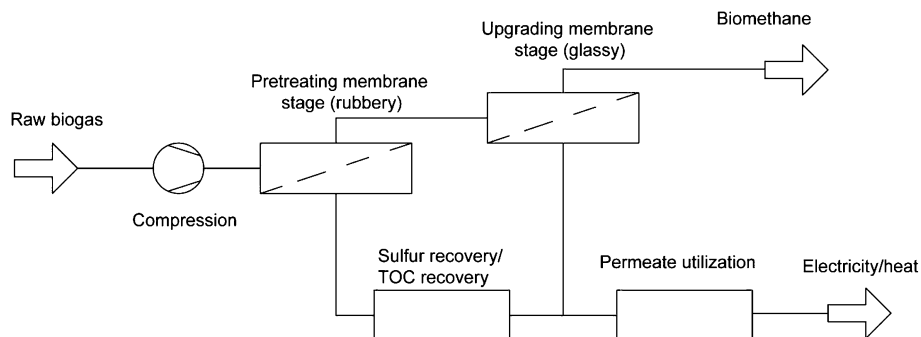 Biomethane
Upgrading membrane
stage (glassy)
Pretreating membrane
stage (rubbery)
Raw biogas
Compression
Sulfur recovery/
TOC recovery
Permeate utilization
Electricity/heat